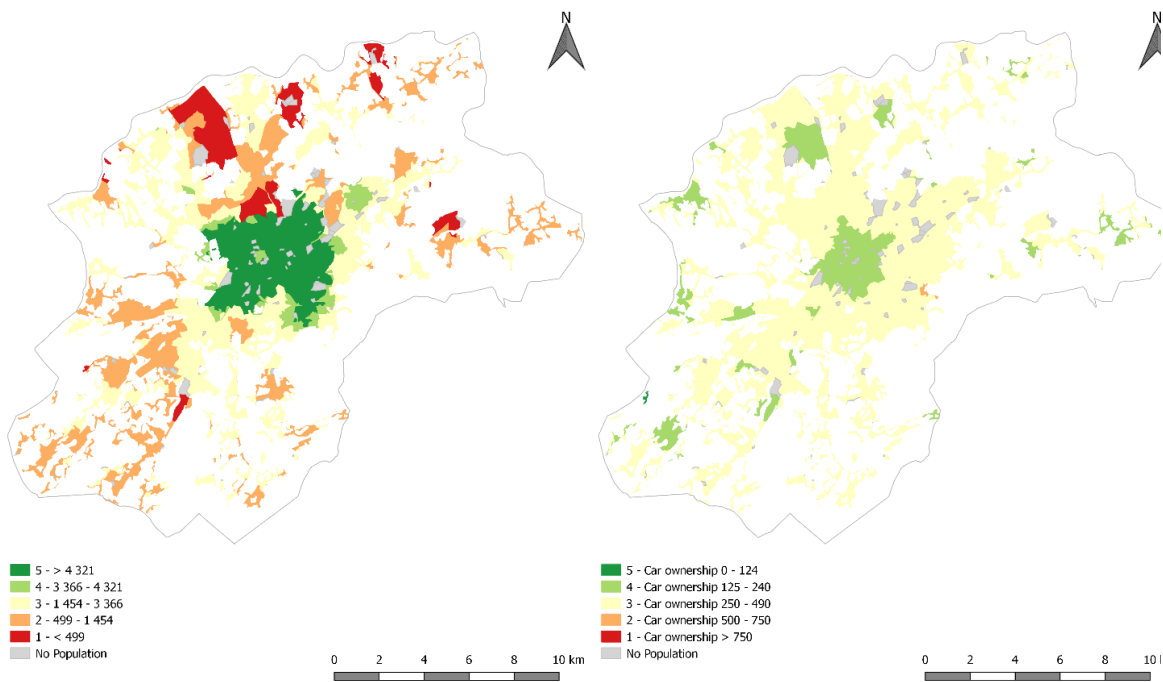 N
N
5 - > 4 321
4 - 3 366 - 4 321
3 - 1 454 - 3 366
2 - 499 - 1 454
1 - < 499
No Population
0 2 4 6 8 10 km
5 - Car ownership 0 - 124
4 - Car ownership 125 - 240
3 - Car ownership 250 - 490
2 - Car ownership 500 - 750
1 - Car ownership > 750
No Population
0 2 4 6 8 10 k